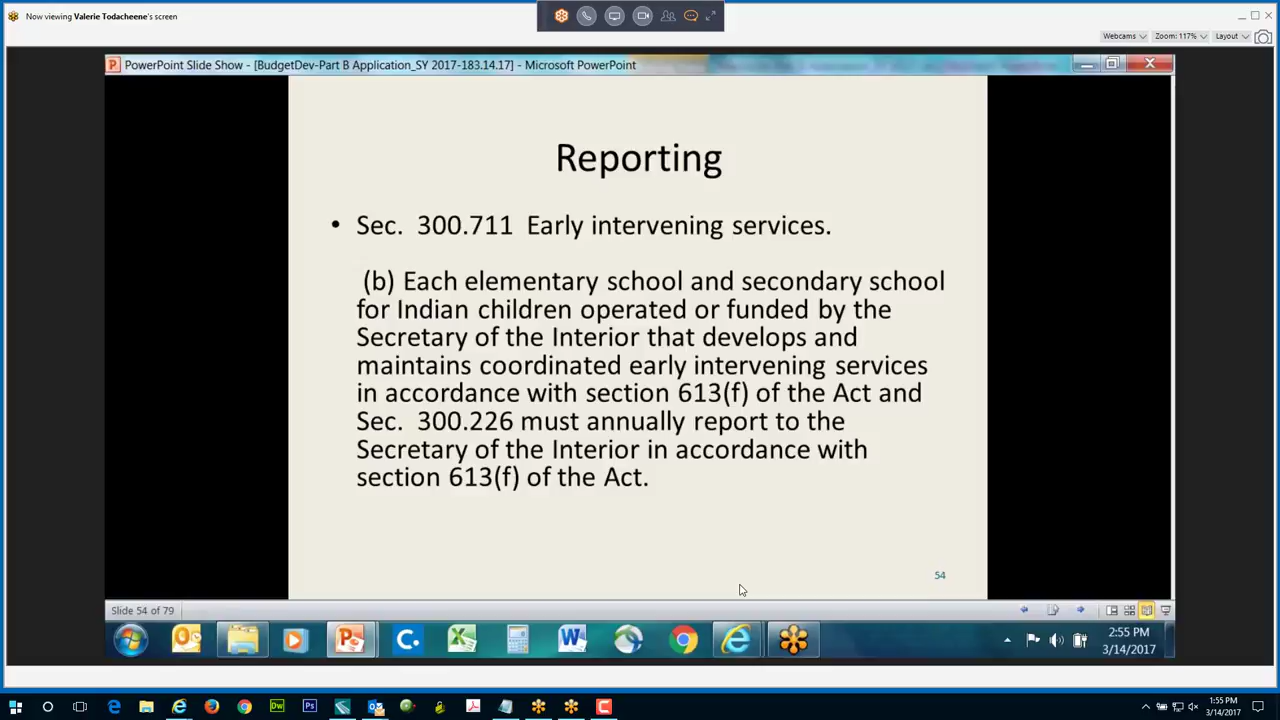 Now viewing Valerie Todacheene's screen
Webcams Zoom: 117% Layout
PowerPoint Slide Show - [BudgetDev-Part B Application_SY 2017-183.14.17] - Microsoft PowerPoint
Reporting
• Sec. 300.711 Early intervening services.
(b) Each elementary school and secondary school
for Indian children operated or funded by the
Secretary of the Interior that develops and
maintains coordinated early intervening services
in accordance with section 613(f) of the Act and
Sec. 300.226 must annually report to the
Secretary of the Interior in accordance with
section 613(f) of the Act.
54
Slide 54 of 79
2:55 PM
3/14/2017
1:55 PM
3/14/2017